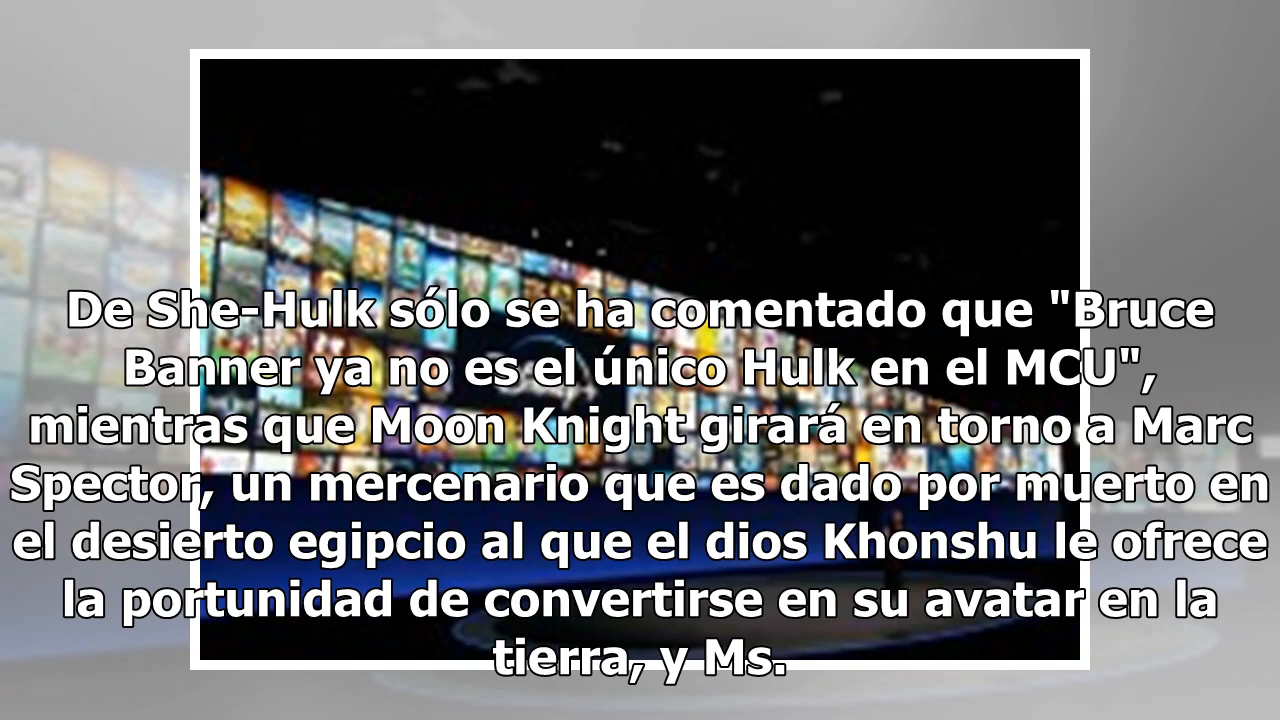 De She-Hulk sólo se ha comentado que "Bruce
Banner ya no es el único Hulk en el MCU",
mientras que Moon Knight girará en torno a Marc
Spector, un mercenario que es dado por muerto en
el desierto egipcio al que el dios Khonshu le ofrece
la portunidad de convertirse en su avatar en la
tierra, y Ms.